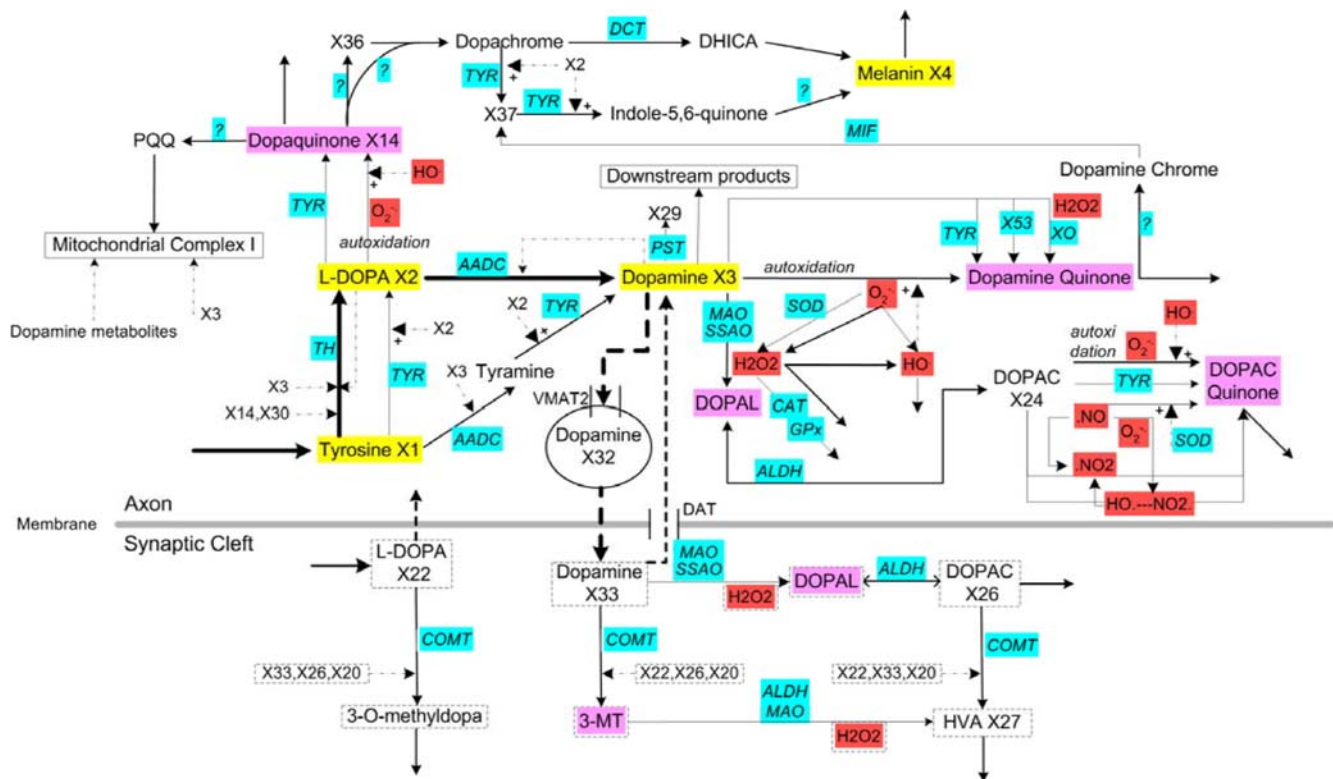 DCT
X36
Dopachrome
DHICA
?
?
TYR
+
X2
Melanin X4
TYR
+
?
X37
Indole-5,6-quinone
?
Dopaquinone X14
PQQ
MIF
HO
+
Dopamine Chrome
Downstream products
TYR
O2·-
X29
H2O2
Mitochondrial Complex I
autoxidation
PST
TYR
X53
XO
?
AADC
L-DOPA X2
Dopamine X3
autoxidation
Dopamine Quinone
X2
TYR
MAO
SSAO
SOD
O2·-
+
X3
Dopamine metabolites
X2
+
+
HO
TH
autoxi
dation
O2·-
+
TYR
Tyramine
H2O2
HO
DOPAC
X24
TYR
DOPAC
Quinone
X3
X3
VMAT2
DOPAL
CAT
GPx
.NO
+
X14,X30
AADC
Dopamine
X32
O2·-
SOD
Tyrosine X1
ALDH
.NO2
HO.---NO2.
Axon
DAT
Membrane
Synaptic Cleft
L-DOPA
X22
Dopamine
X33
MAO
SSAO
H2O2
DOPAL
ALDH
DOPAC
X26
COMT
COMT
COMT
X33,X26,X20
X22,X26,X20
X22,X33,X20
ALDH
MAO
3-O-methyldopa
3-MT
H2O2
HVA X27